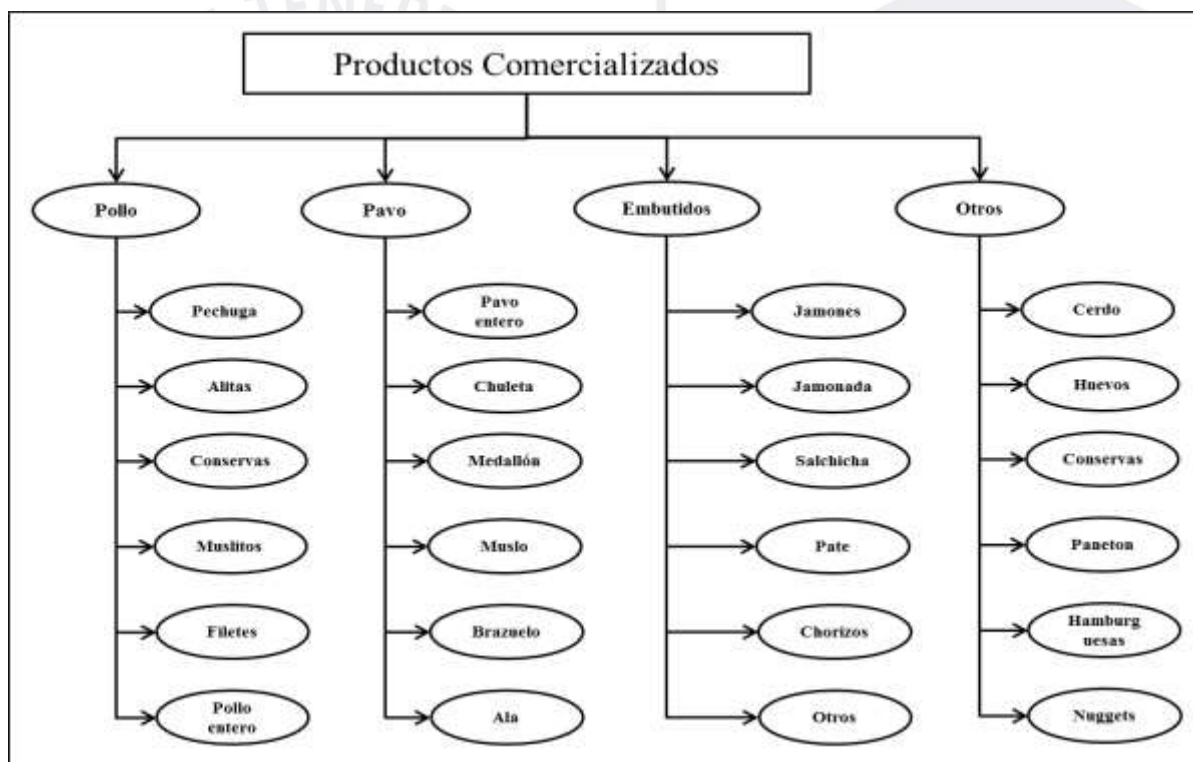 Productos Comercializados
Pollo
Pavo
Embutidos
Otros
Pechuga
Alitas
Conservas
Muslitos
Filetes
Pollo
entero
Pavo
entero
Chuleta
Medallón
Muslo
Brazuelo
Ala
Jamones
Jamonada
Salchicha
Pate
Chorizos
Otros
Cerdo
Huevos
Conservas
Paneton
Hamburg
uesas
Nuggets